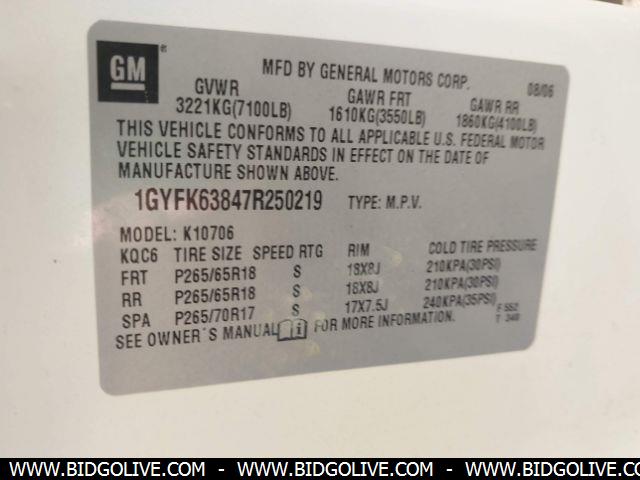 GM ®
MFD BY GENERAL MOTORS CORP. 08/06
GVWR GAWR FRT GAWR RR
3221KG(7100LB) 1610KG(3550LB) 1860KG(4100LB)
THIS VEHICLE CONFORMS TO ALL APPLICABLE U.S. FEDERAL MOTOR
VEHICLE SAFETY STANDARDS IN EFFECT ON THE DATE OF
MANUFACTURE SHOWN ABOVE.
1GYFK63847R250219 TYPE: M.P.V.
MODEL: K10706
KQC6 TIRE SIZE SPEED RTG RIM COLD TIRE PRESSURE
FRT P265/65R18 S 18X8J 210KPA(30PSI)
RR P265/65R18 S 18X8J 210KPA(30PSI)
SPA P265/70R17 S 17X7.5J 240KPA(35PSI)
F 552
SEE OWNER´S MANUAL i FOR MORE INFORMATION. T 348
WWW.BIDGOLIVE.COM - WWW.BIDGOLIVE.COM - WWW.BIDGOLIVE.COM